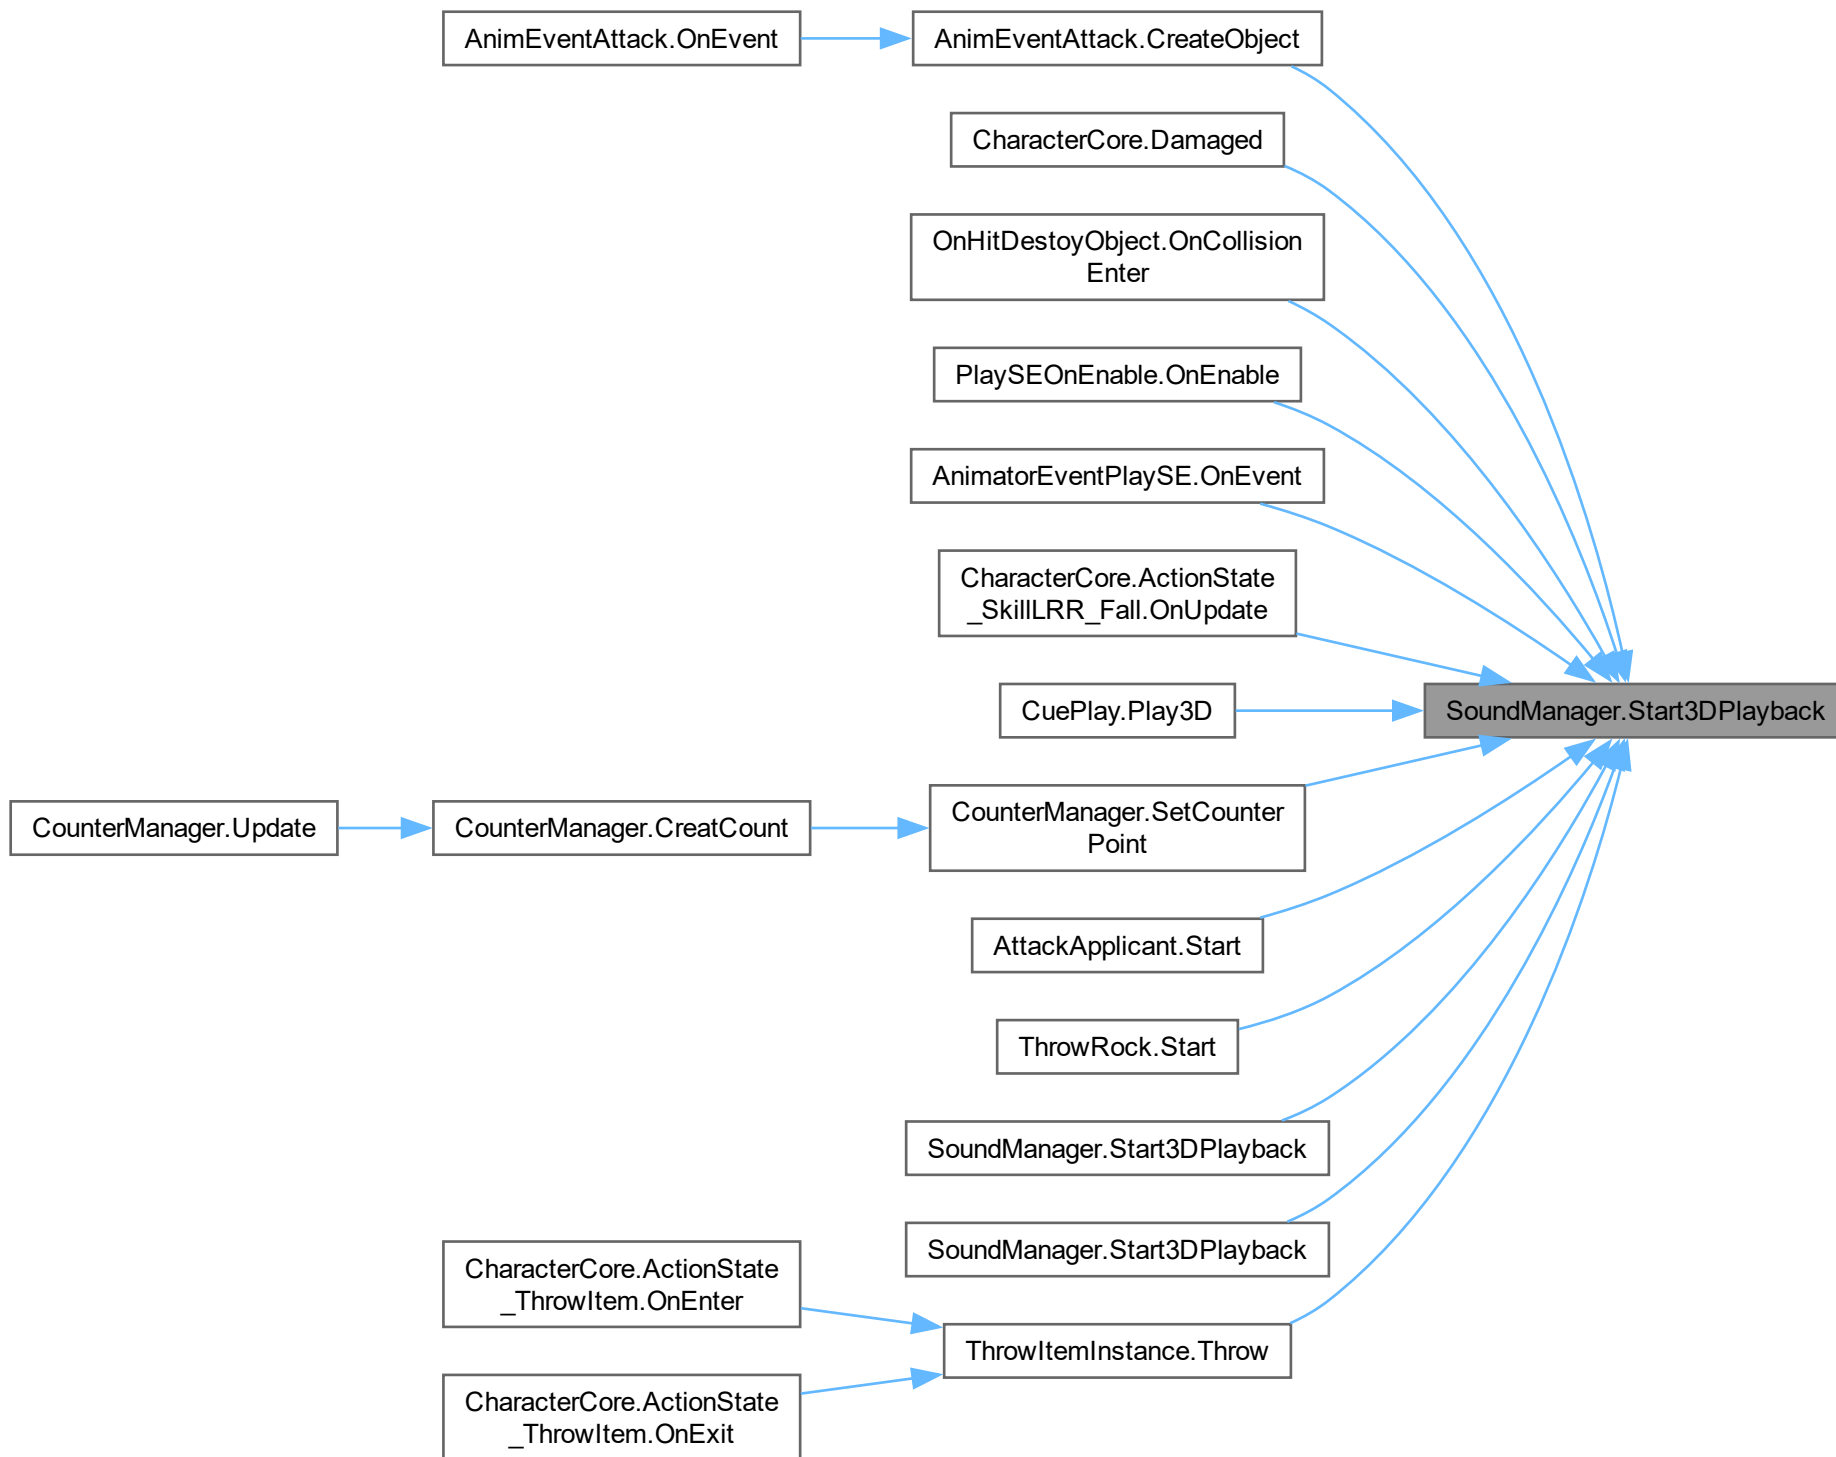 AnimEventAttack.OnEvent
AnimEventAttack.CreateObject
CharacterCore.Damaged
OnHitDestoyObject.OnCollision
Enter
PlaySEOnEnable.OnEnable
AnimatorEventPlaySE.OnEvent
CharacterCore.ActionState
_SkillLRR_Fall.OnUpdate
CuePlay.Play3D
SoundManager.Start3DPlayback
CounterManager.Update
CounterManager.CreatCount
CounterManager.SetCounter
Point
AttackApplicant.Start
ThrowRock.Start
SoundManager.Start3DPlayback
SoundManager.Start3DPlayback
CharacterCore.ActionState
_ThrowItem.OnEnter
ThrowItemInstance.Throw
CharacterCore.ActionState
_ThrowItem.OnExit